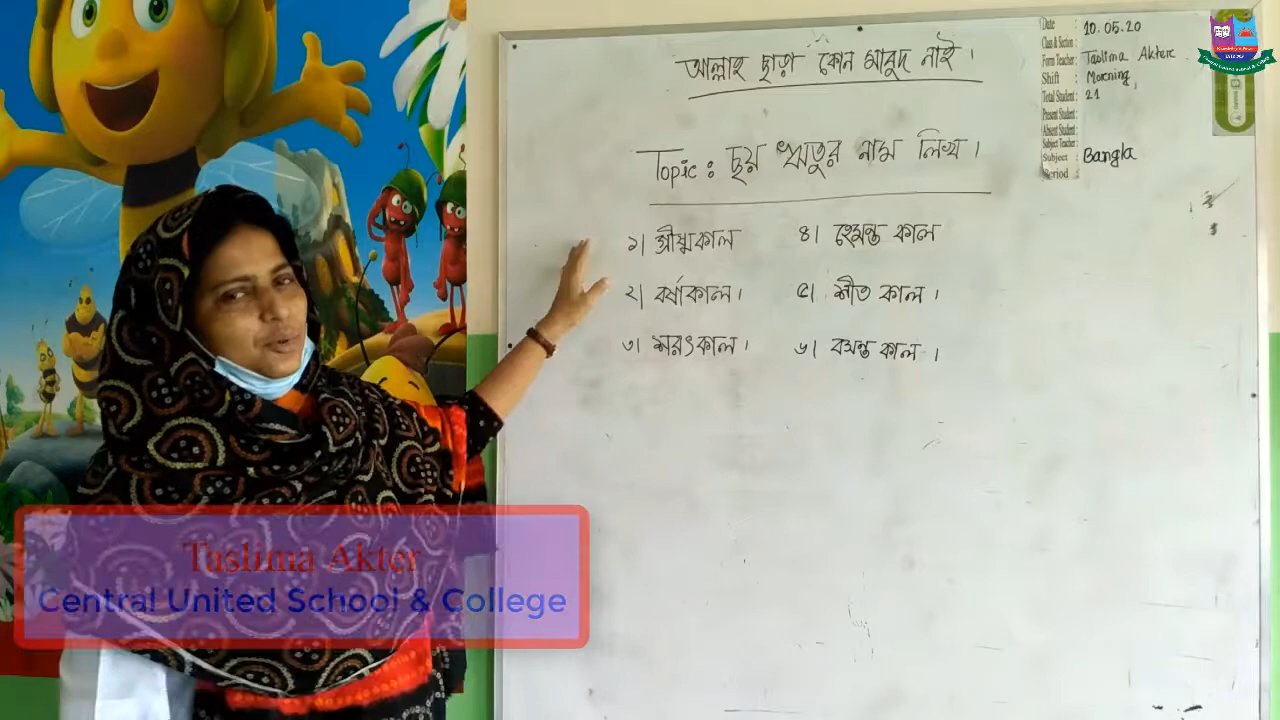 আল্লাহ ছাড়া কোন মাবুদ নাই।
Topic: ছয় ঋতুর নাম লিখ।
১| গ্রীষ্মকাল
২| বর্ষাকাল।
৩| শরৎকাল।
৪| হেমন্ত কাল
৫| শীত কাল।
৬| বসন্ত কাল।
Date : 10.05.20
Class & Section :
Form Teacher : Taslima Akter
Shift : Morning
Total Student : 21
Present Student :
Absent Student :
Subject Teacher :
Subject : Bangla
Period :
Taslima Akter
Central United School & College